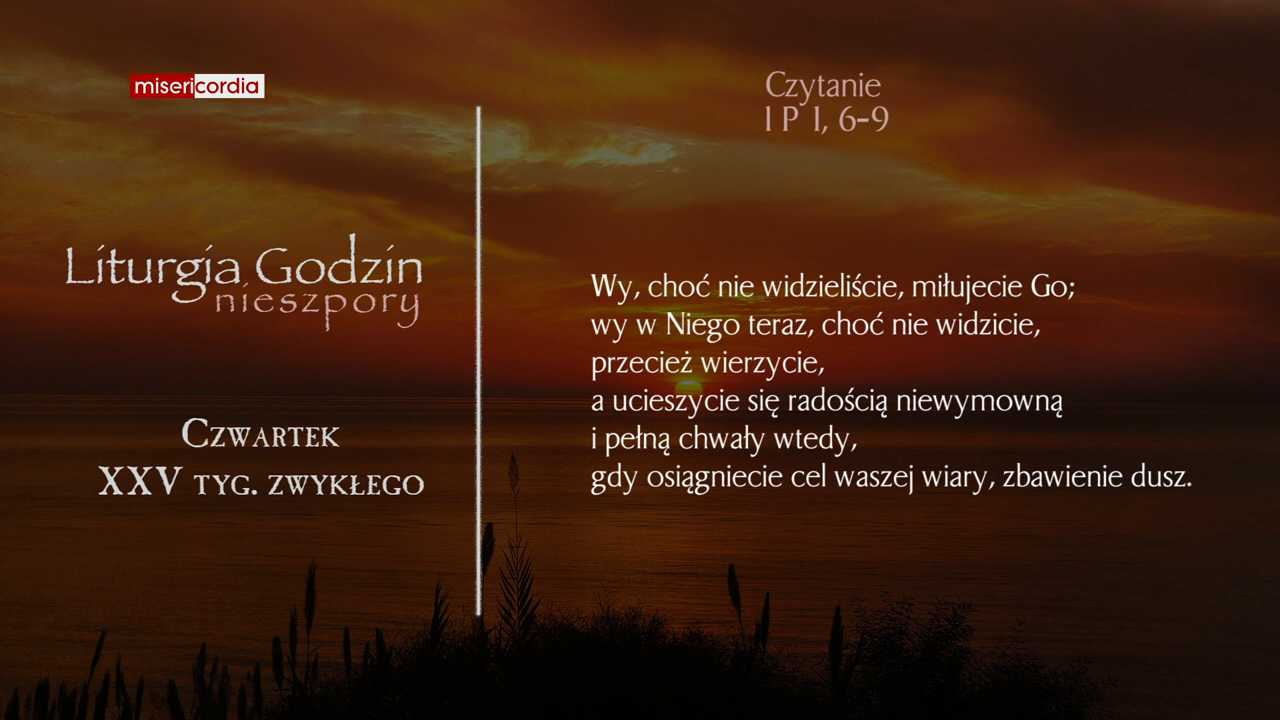 misericordia
Liturgia Godzin
nieszpory
Czwartek
XXV tyg. zwykłego
Czytanie
1 P 1, 6-9
Wy, choć nie widzieliście, miłujecie Go;
wy w Niego teraz, choć nie widzicie,
przecież wierzycie,
a ucieszycie się radością niewymowną
i pełną chwały wtedy,
gdy osiągniecie cel waszej wiary, zbawienie dusz.